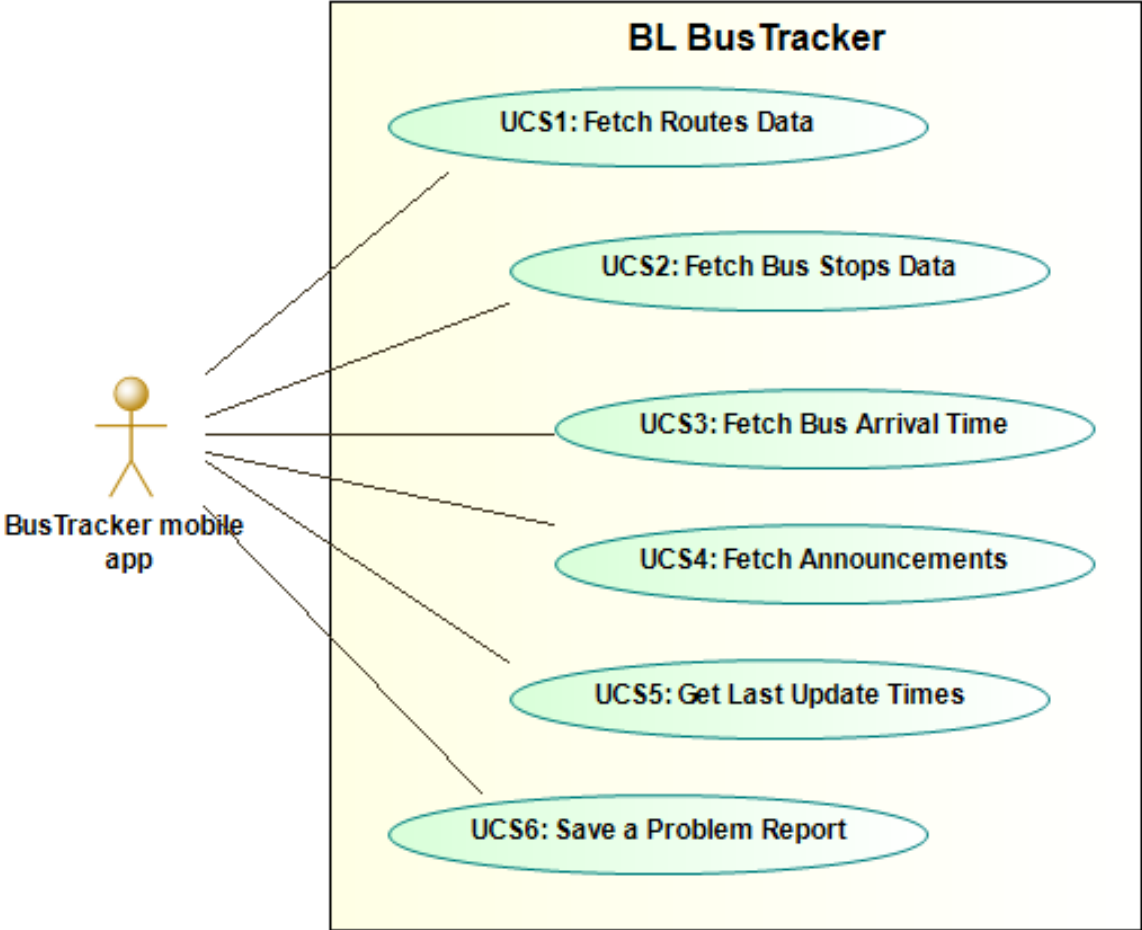 BL BusTracker
UCS1: Fetch Routes Data
UCS2: Fetch Bus Stops Data
UCS3: Fetch Bus Arrival Time
BusTracker mobile
app
UCS4: Fetch Announcements
UCS5: Get Last Update Times
UCS6: Save a Problem Report